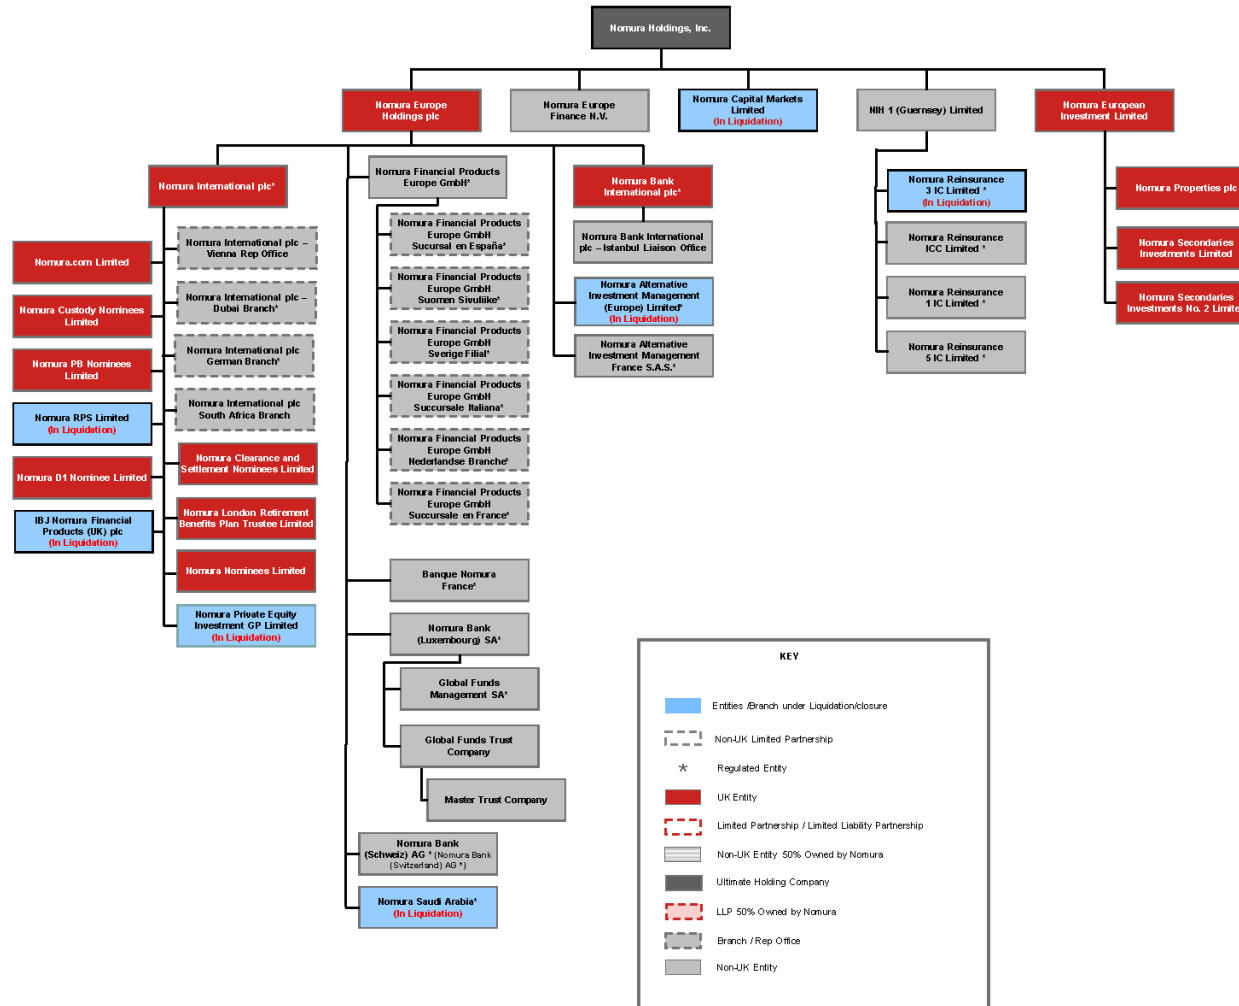 Nomura Holdings, Inc.
Nomura Europe
Holdings plc
Nomura Europe
Finance N.V.
Nomura Capital Markets
Limited
(In Liquidation)
NIH 1 (Guernsey) Limited
Nomura European
Investment Limited
Nomura International plc*
Nomura.com Limited
Nomura Custody Nominees
Limited
Nomura PB Nominees
Limited
Nomura RPS Limited
(In Liquidation)
Nomura D1 Nominee Limited
IBJ Nomura Financial
Products (UK) plc
(In Liquidation)
Nomura International plc –
Vienna Rep Office
Nomura International plc –
Dubai Branch*
Nomura International plc
German Branch*
Nomura International plc
South Africa Branch
Nomura Clearance and
Settlement Nominees Limited
Nomura London Retirement
Benefits Plan Trustee Limited
Nomura Nominees Limited
Nomura Private Equity
Investment GP Limited
(In Liquidation)
Nomura Financial Products
Europe GmbH*
Nomura Financial Products
Europe GmbH
Sucursal en España*
Nomura Financial Products
Europe GmbH
Suomen Sivuliike*
Nomura Financial Products
Europe GmbH
Sverige Filial*
Nomura Financial Products
Europe GmbH
Succursale Italiana*
Nomura Financial Products
Europe GmbH
Nederlandse Branche*
Nomura Financial Products
Europe GmbH
Succursale en France*
Banque Nomura
France*
Nomura Bank
(Luxembourg) SA*
Global Funds
Management SA*
Global Funds Trust
Company
Master Trust Company
Nomura Bank
(Schweiz) AG * (Nomura Bank
(Switzerland) AG *)
Nomura Saudi Arabia*
(In Liquidation)
Nomura Bank
International plc*
Nomura Bank International
plc – Istanbul Liaison Office
Nomura Alternative
Investment Management
(Europe) Limited*
(In Liquidation)
Nomura Alternative
Investment Management
France S.A.S.*
Nomura Reinsurance
3 IC Limited *
(In Liquidation)
Nomura Reinsurance
ICC Limited *
Nomura Reinsurance
1 IC Limited *
Nomura Reinsurance
5 IC Limited *
Nomura Properties plc
Nomura Secondaries
Investments Limited
Nomura Secondaries
Investments No. 2 Limite
KEY
Entities /Branch under Liquidation/closure
Non-UK Limited Partnership
* Regulated Entity
UK Entity
Limited Partnership / Limited Liability Partnership
Non-UK Entity 50% Owned by Nomura
Ultimate Holding Company
LLP 50% Owned by Nomura
Branch / Rep Office
Non-UK Entity